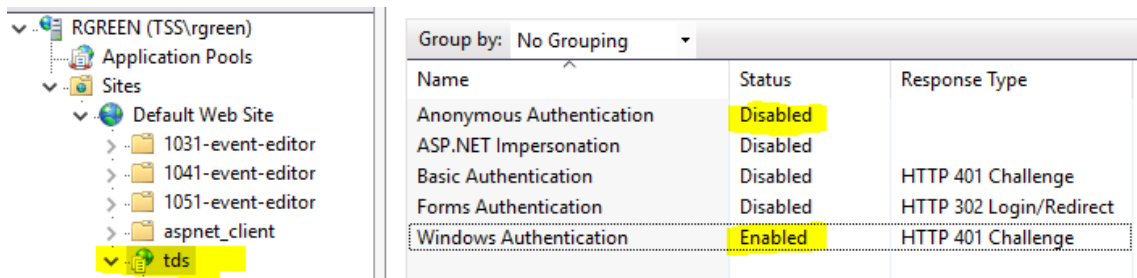 RGREEN (TSS\rgreen)
Application Pools
Sites
Default Web Site
1031-event-editor
1041-event-editor
1051-event-editor
aspnet_client
tds
Group by: No Grouping
Name Status Response Type
Anonymous Authentication Disabled
ASP.NET Impersonation Disabled
Basic Authentication Disabled HTTP 401 Challenge
Forms Authentication Disabled HTTP 302 Login/Redirect
Windows Authentication Enabled HTTP 401 Challenge